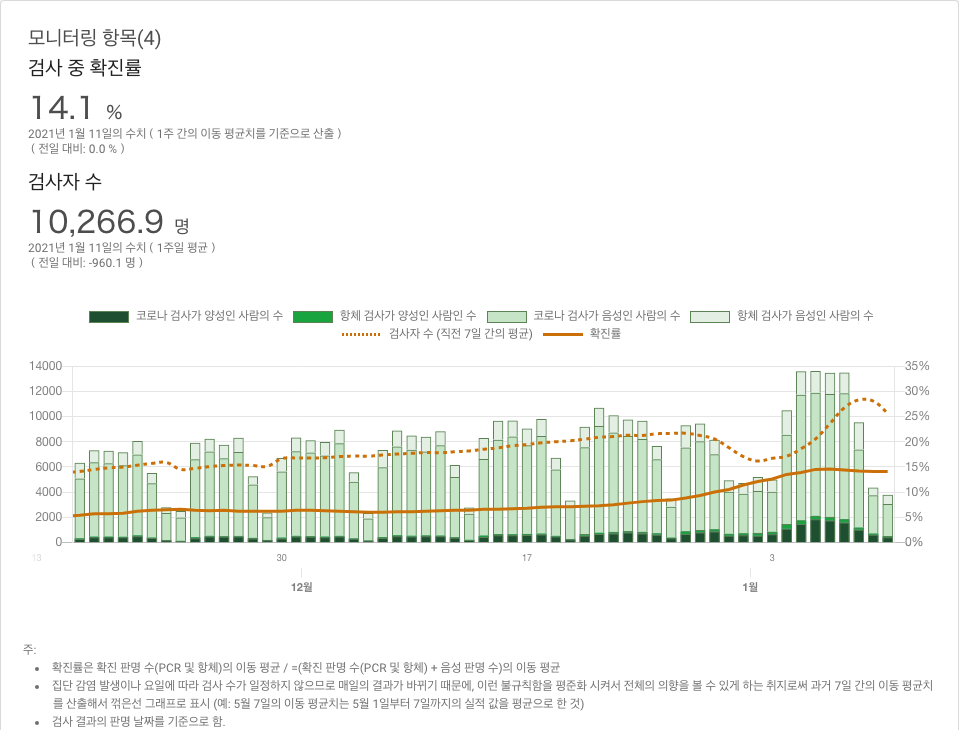 모니터링 항목(4)
검사 중 확진률
14.1 %
2021년 1월 11일의 수치 ( 1주 간의 이동 평균치를 기준으로 산출 )
( 전일 대비: 0.0 % )
검사자 수
10,266.9 명
2021년 1월 11일의 수치 ( 1주일 평균 )
( 전일 대비: -960.1 명 )
코로나 검사가 양성인 사람의 수 항체 검사가 양성인 사람인 수 코로나 검사가 음성인 사람의 수 항체 검사가 음성인 사람의 수
검사자 수 (직전 7일 간의 평균) 확진률
14000 35%
12000 30%
10000 25%
8000 20%
6000 15%
4000 10%
2000 5%
0 0%
13 30 17 3
12월 1월
주:
확진률은 확진 판명 수(PCR 및 항체)의 이동 평균 / =(확진 판명 수(PCR 및 항체) + 음성 판명 수)의 이동 평균
집단 감염 발생이나 요일에 따라 검사 수가 일정하지 않으므로 매일의 결과가 바뀌기 때문에, 이런 불규칙함을 평준화 시켜서 전체의 의향을 볼 수 있게 하는 취지로써 과거 7일 간의 이동 평균치
를 산출해서 꺾은선 그래프로 표시 (예: 5월 7일의 이동 평균치는 5월 1일부터 7일까지의 실적 값을 평균으로 한 것)
검사 결과의 판명 날짜를 기준으로 함.